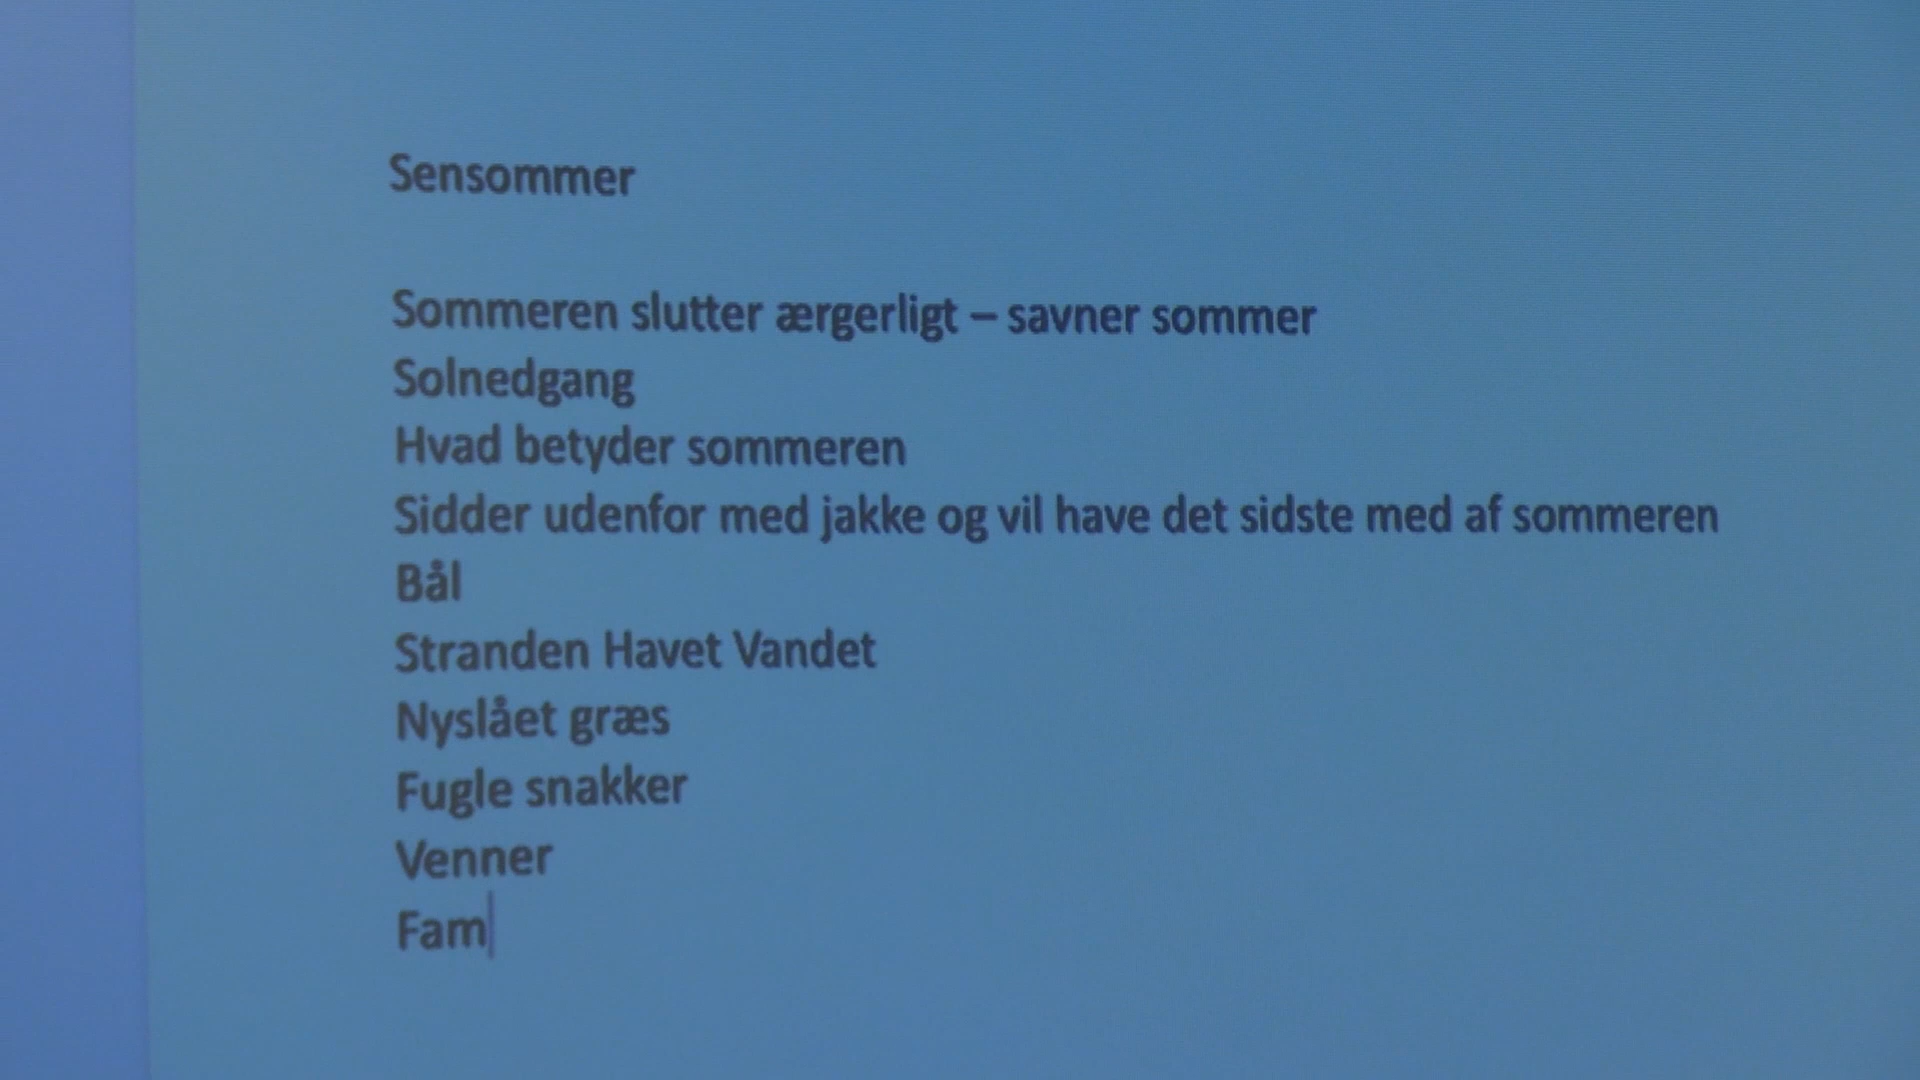 Sensommer
Sommeren slutter ærgerligt – savner sommer
Solnedgang
Hvad betyder sommeren
Sidder udenfor med jakke og vil have det sidste med af sommeren
Bål
Stranden Havet Vandet
Nyslået græs
Fugle snakker
Venner
Fam